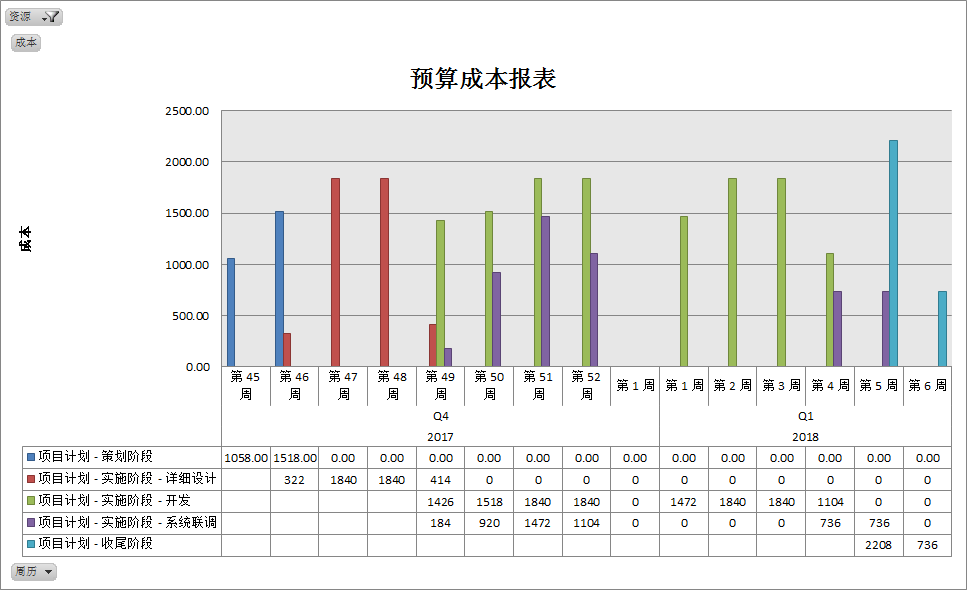 资源
成本
预算成本报表
2500.00
2000.00
1500.00
1000.00
500.00
0.00
成本
第 45 周 第 46 周 第 47 周 第 48 周 第 49 周 第 50 周 第 51 周 第 52 周 第 1 周 第 1 周 第 2 周 第 3 周 第 4 周 第 5 周 第 6 周
Q4 Q1
2017 2018
项目计划 - 策划阶段 1058.00 1518.00 0.00 0.00 0.00 0.00 0.00 0.00 0.00 0.00 0.00 0.00 0.00 0.00 0.00
项目计划 - 实施阶段 - 详细设计 322 1840 1840 414 0 0 0 0 0 0 0 0 0 0
项目计划 - 实施阶段 - 开发 1426 1518 1840 1840 0 1472 1840 1840 1104 0 0
项目计划 - 实施阶段 - 系统联调 184 920 1472 1104 0 0 0 0 736 736 0
项目计划 - 收尾阶段 2208 736
周历